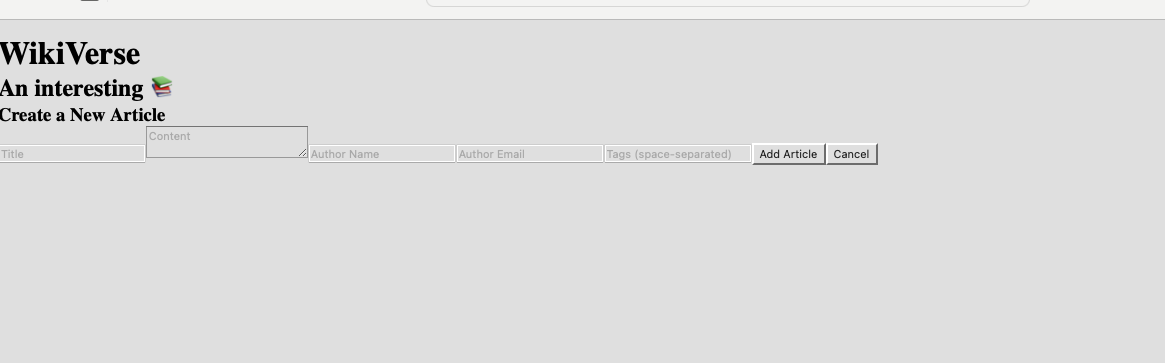 WikiVerse
An interesting 📚
Create a New Article
Content
Title Author Name Author Email Tags (space-separated) Add Article Cancel